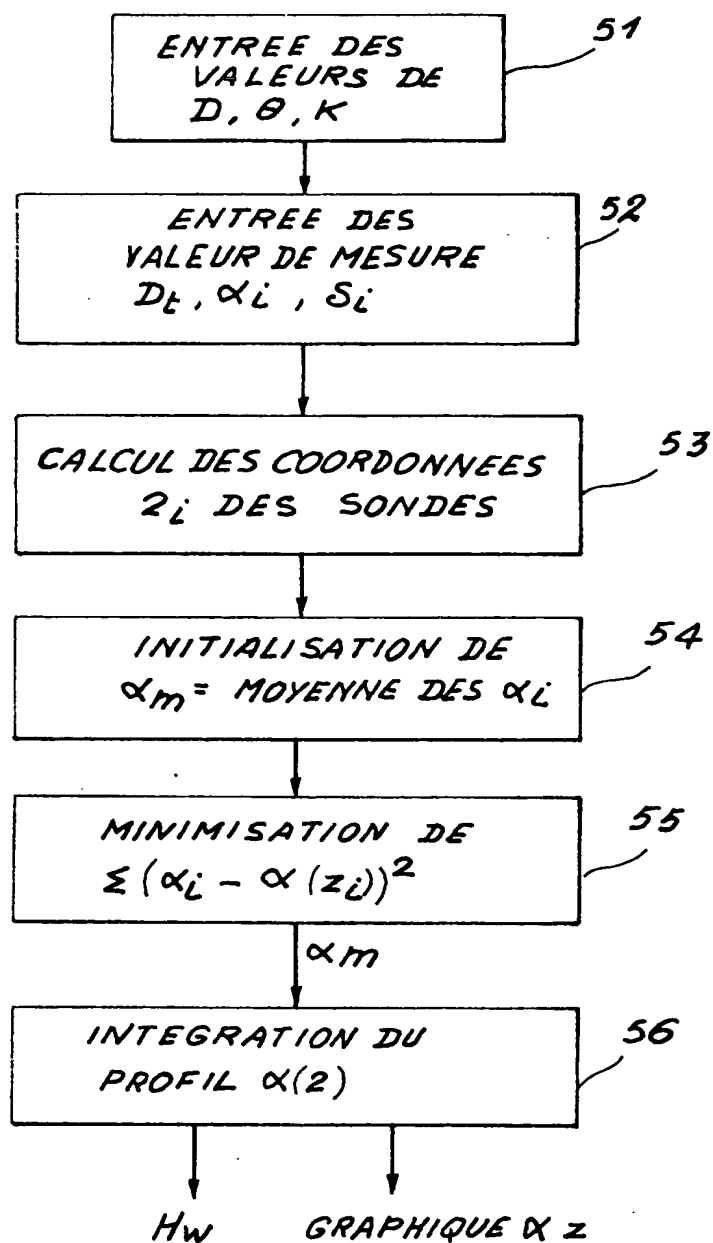 ENTREE DES
VALEURS DE
D, θ, K
51
ENTREE DES
VALEUR DE MESURE
Dt, αi, Si
52
CALCUL DES COORDONNEES
2i DES SONDES
53
INITIALISATION DE
αm = MOYENNE DES αi
54
MINIMISATION DE
Σ(αi - α(zi))²
55
αm
INTEGRATION DU
PROFIL α(2)
56
Hw
GRAPHIQUE α z